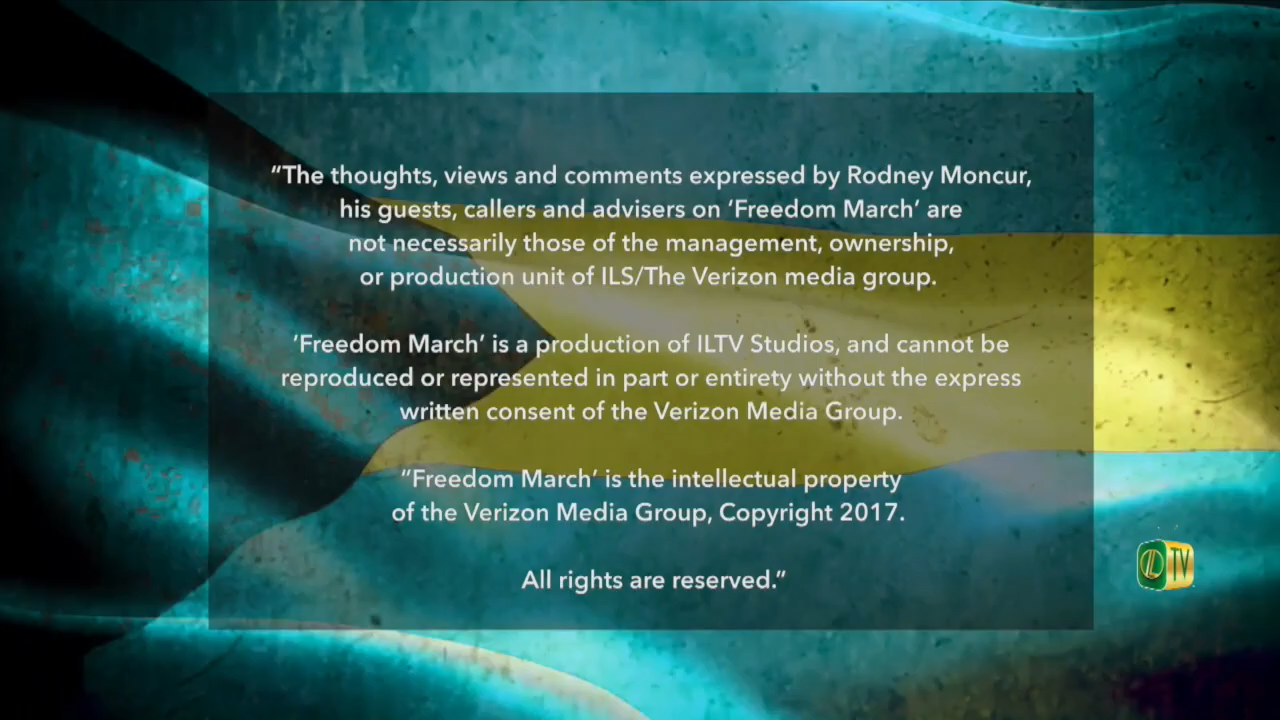 “The thoughts, views and comments expressed by Rodney Moncur,
his guests, callers and advisers on ‘Freedom March‘ are
not necessarily those of the management, ownership,
or production unit of ILS/The Verizon media group.
‘Freedom March’ is a production of ILTV Studios, and cannot be
reproduced or represented in part or entirety without the express
written consent of the Verizon Media Group.
“Freedom March’ is the intellectual property
of the Verizon Media Group, Copyright 2017.
All rights are reserved.”
IL TV